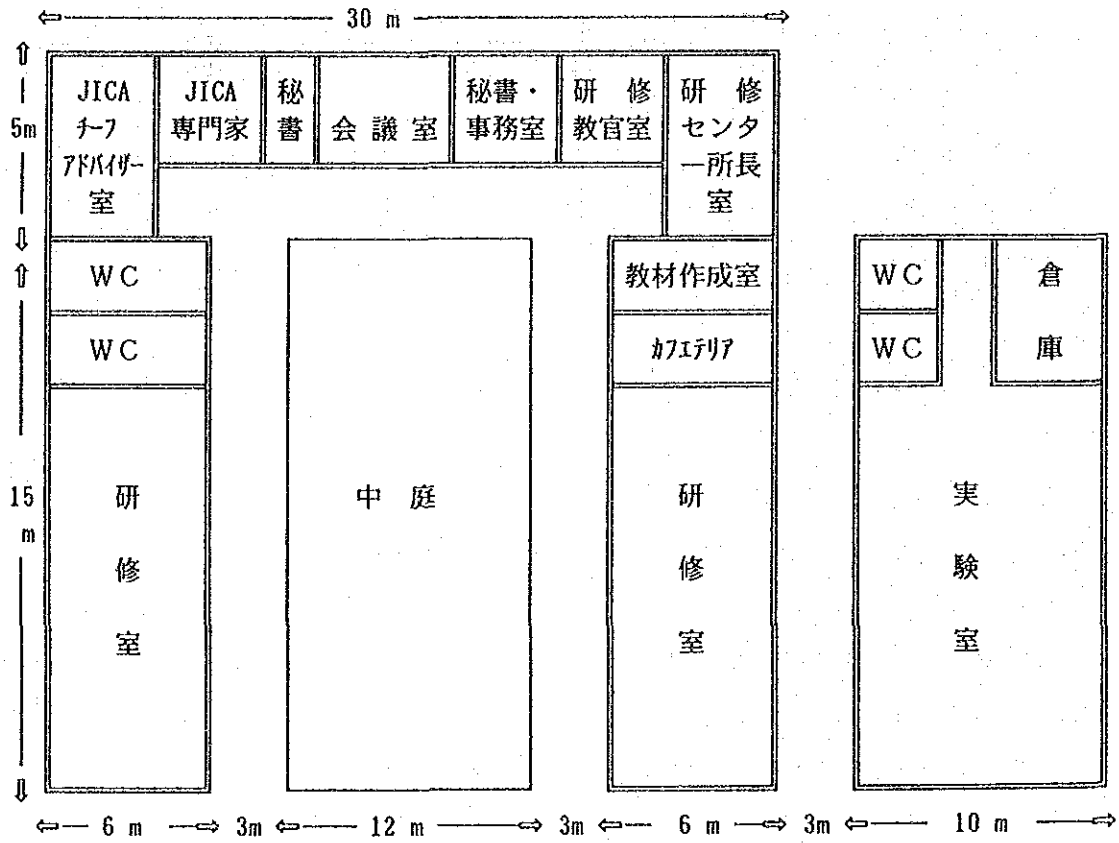 30 m
5m
JICA
チーフ
アドバイザー
室
JICA
専門家
秘
書
会議室
秘書・
事務室
研修
教官室
研修
センタ
ー所長
室
WC
WC
教材作成室
カフェテリア
WC
WC
倉
庫
15
m
研
修
室
中庭
研
修
室
実
験
室
6 m
3m
12 m
3m
6 m
3m
10 m